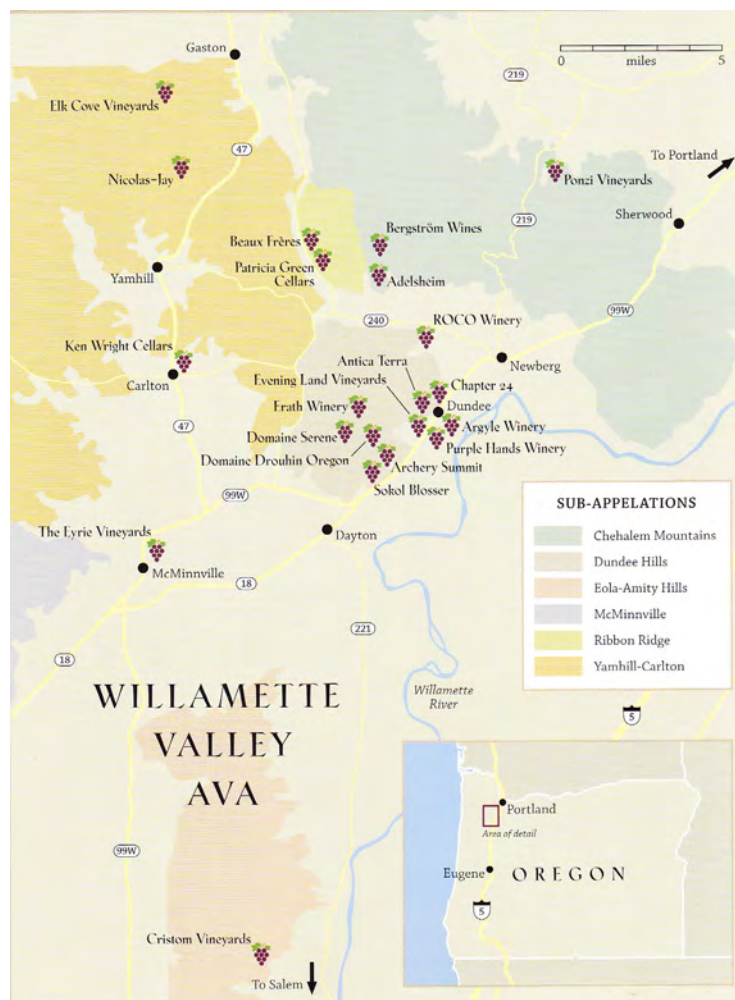 Gaston
0
miles
5
219
Elk Cove Vineyards
47
To Portland
Nicolas-Jay
Ponzi Vineyards
219
Sherwood
Bergström Wines
Beaux Frères
Patricia Green
Cellars
Yamhill
Adelsheim
99W
240
ROCO Winery
Ken Wright Cellars
Newberg
Antica Terra
Carlton
Evening Land Vineyards
Chapter 24
Erath Winery
Dundee
47
Argyle Winery
Domaine Serene
Purple Hands Winery
Domaine Drouhin Oregon
Archery Summit
99W
Sokol Blosser
SUB-APPELATIONS
Chehalem Mountains
Dundee Hills
Eola-Amity Hills
McMinnville
Ribbon Ridge
Yamhill-Carlton
The Eyrie Vineyards
Dayton
McMinnville
18
221
18
WILLAMETTE
VALLEY
AVA
Willamette
River
5
99W
Portland
Area of detail
Eugene
OREGON
5
Cristom Vineyards
To Salem